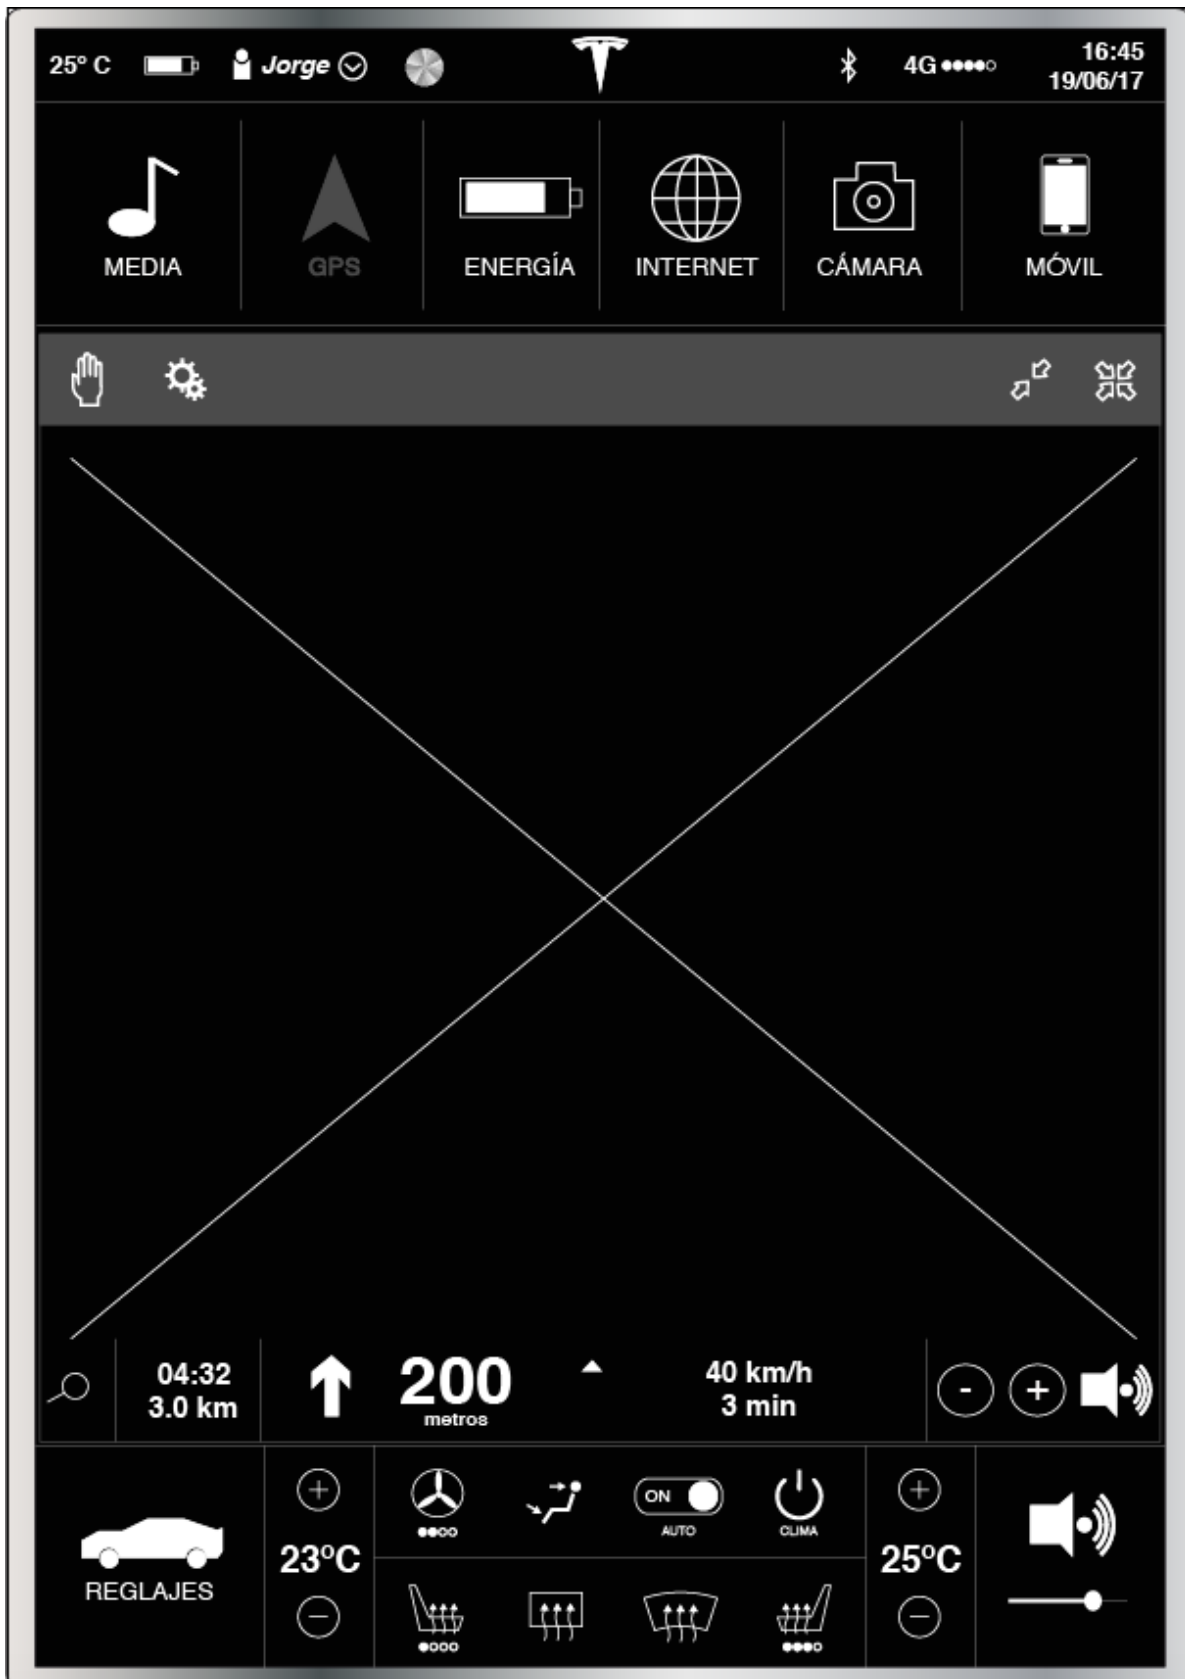 25º C
Jorge
4G
16:45
19/06/17
MEDIA
GPS
ENERGÍA
INTERNET
CÁMARA
MÓVIL
04:32
3.0 km
200
metros
40 km/h
3 min
-
+
+
23ºC
−
ON
AUTO
CLIMA
+
25ºC
−
REGLAJES